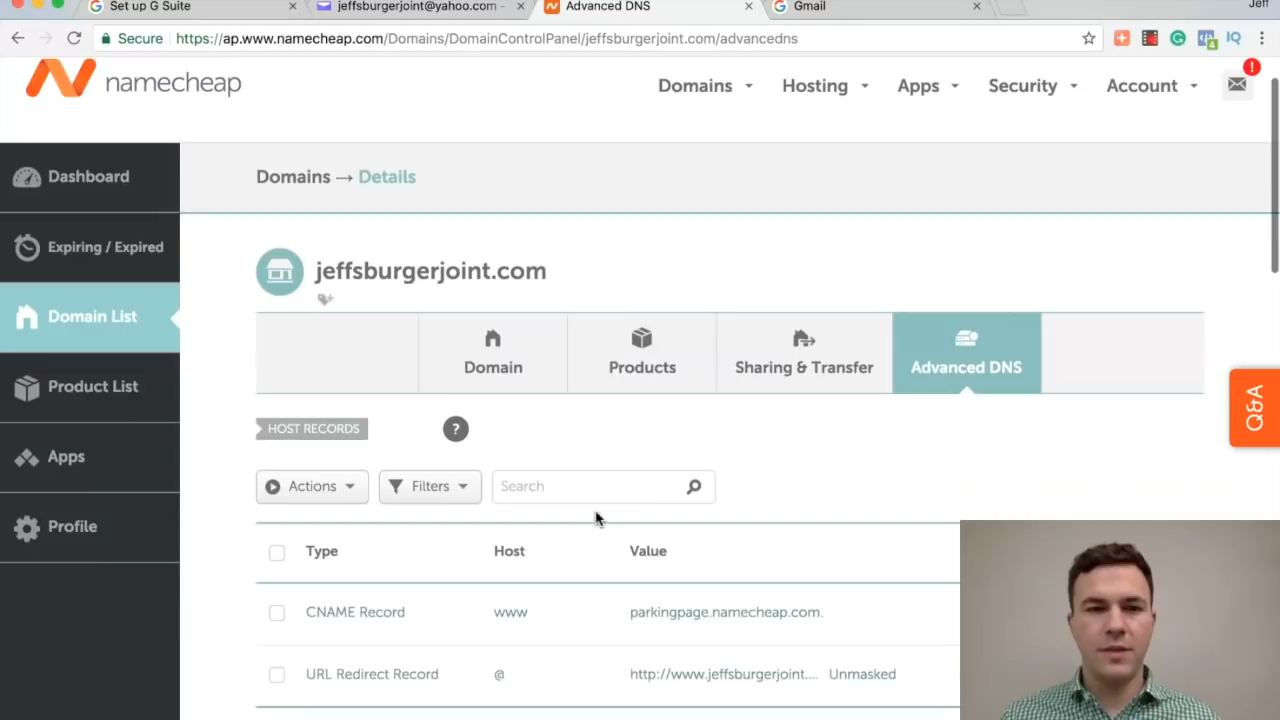 Set up G Suite
jeffsburgerjoint@yahoo.com -
Advanced DNS
Gmail
Jeff
Secure
https://ap.www.namecheap.com/Domains/DomainControlPanel/jeffsburgerjoint.com/advancedns
4
IQ
namecheap
Domains
Hosting
Apps
Security
Account
!
Dashboard
Expiring / Expired
Domain List
Product List
Apps
Profile
Domains → Details
jeffsburgerjoint.com
Domain
Products
Sharing & Transfer
Advanced DNS
HOST RECORDS
?
Actions
Filters
Search
Type Host Value
CNAME Record www parkingpage.namecheap.com.
URL Redirect Record @ http://www.jeffsburgerjoint.... Unmasked
Q&A